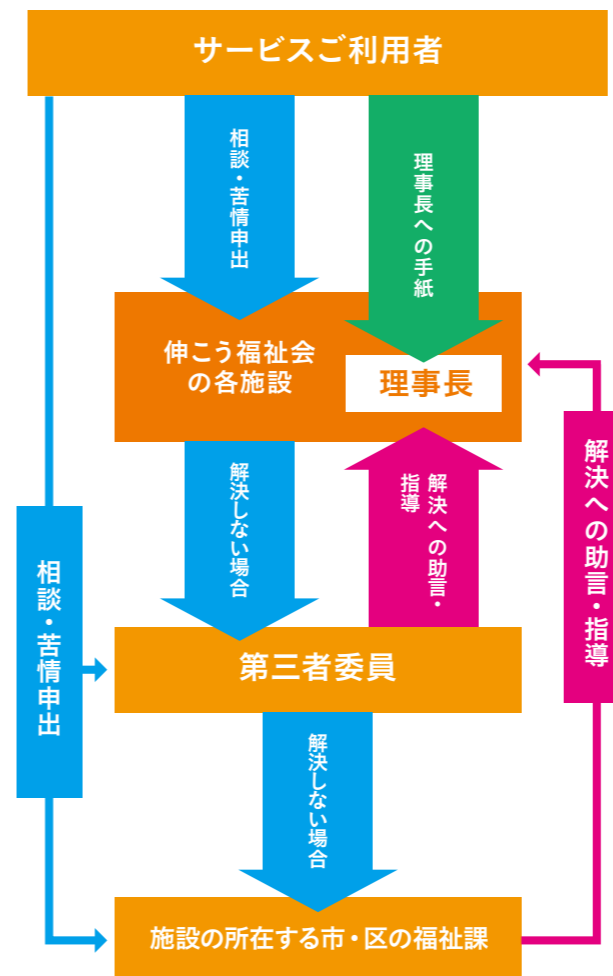 サービスご利用者
相談・苦情申出
理事長への手紙
伸こう福祉会
の各施設
理事長
解決しない場合
解決への助言・
指導
解決への助言・指導
相談・苦情申出
第三者委員
解決しない場合
施設の所在する市・区の福祉課